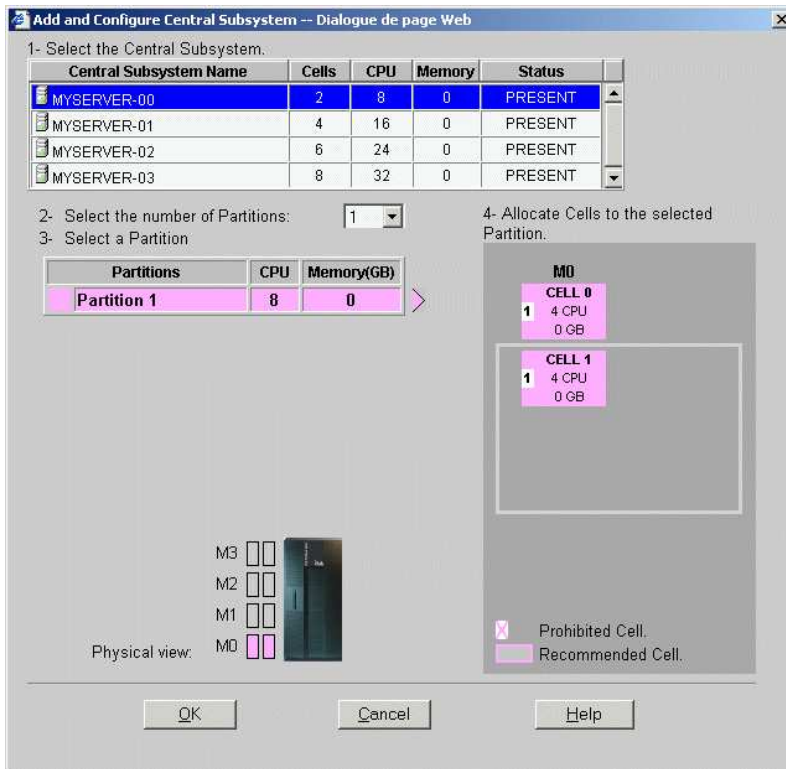 Add and Configure Central Subsystem -- Dialogue de page Web
1- Select the Central Subsystem.
Central Subsystem Name Cells CPU Memory Status
MYSERVER-00 2 8 0 PRESENT
MYSERVER-01 4 16 0 PRESENT
MYSERVER-02 6 24 0 PRESENT
MYSERVER-03 8 32 0 PRESENT
2- Select the number of Partitions: 1
3- Select a Partition
Partitions CPU Memory(GB)
Partition 1 8 0
4- Allocate Cells to the selected
Partition.
M0
CELL 0
1 4 CPU
0 GB
CELL 1
1 4 CPU
0 GB
M3
M2
M1
Physical view: M0
Prohibited Cell.
Recommended Cell.
OK Cancel Help